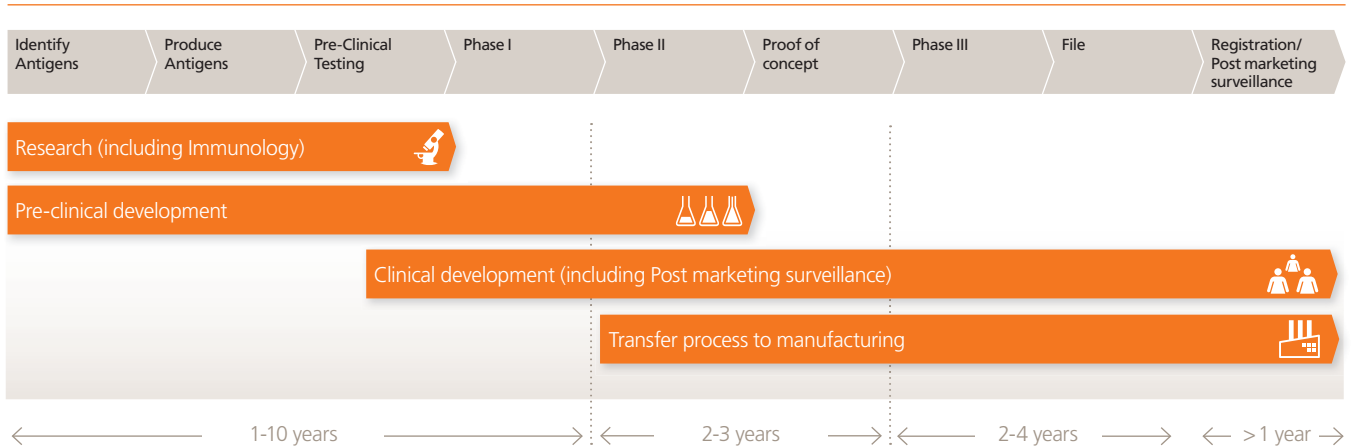 Identify
Antigens
Produce
Antigens
Pre-Clinical
Testing
Phase I
Phase II
Proof of
concept
Phase III
File
Registration/
Post marketing
surveillance
Research (including Immunology)
Pre-clinical development
Clinical development (including Post marketing surveillance)
Transfer process to manufacturing
1-10 years
2-3 years
2-4 years
>1 year